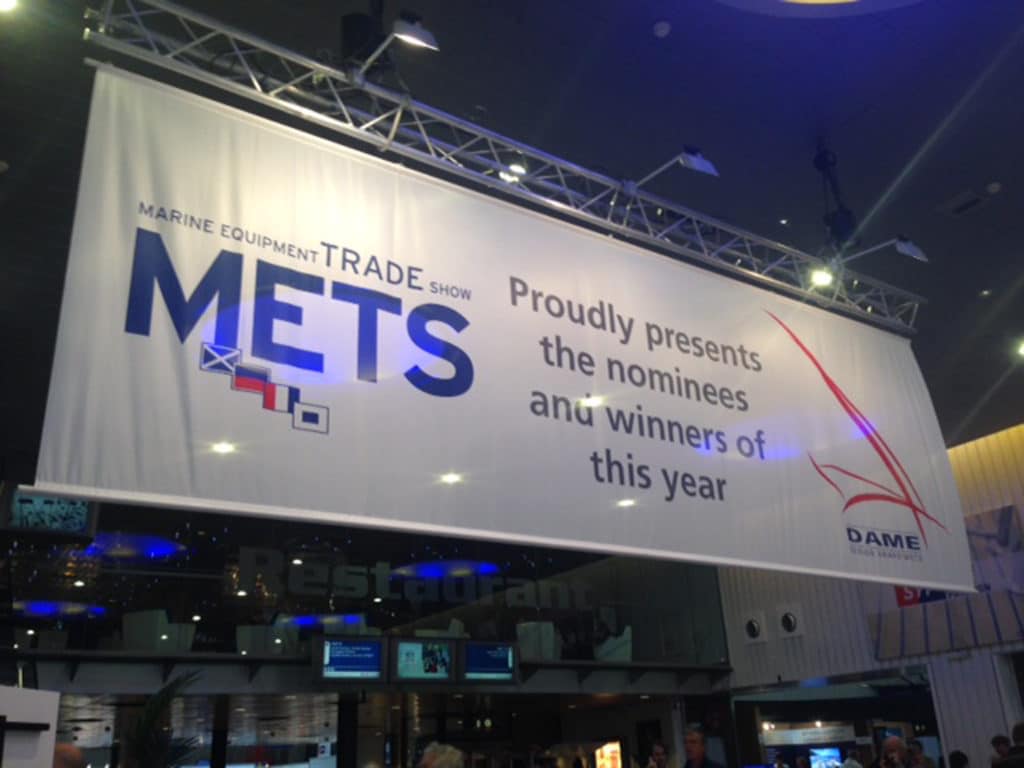 MARINE EQUIPMENT TRADE SHOW
METS
Proudly presents
the nominees
and winners of
this year
DAME
Restaurant